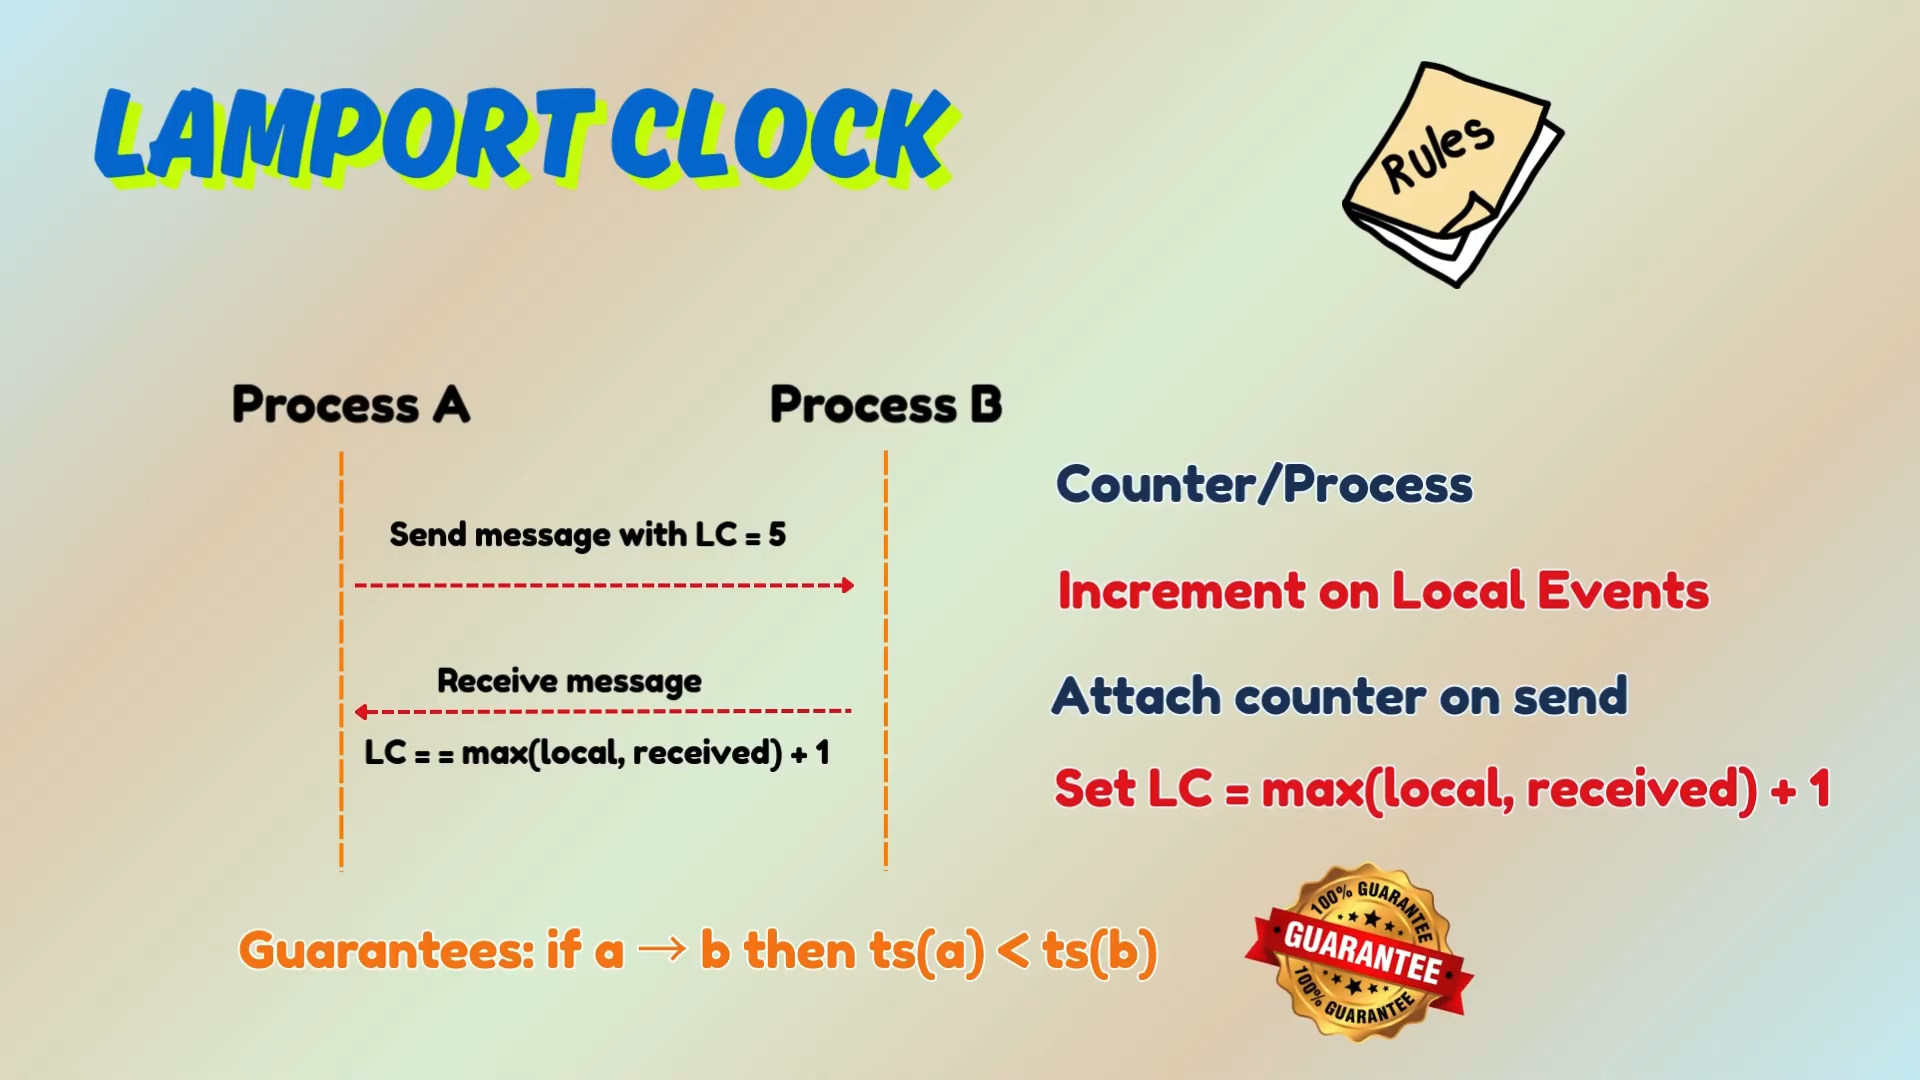 LAMPORT CLOCK
Rules
Process A
Process B
Send message with LC = 5
Receive message
LC = = max(local, received) + 1
Counter/Process
Increment on Local Events
Attach counter on send
Set LC = max(local, received) + 1
Guarantees: if a → b then ts(a) < ts(b)
100% GUARANTEE
GUARANTEE
100% GUARANTEE